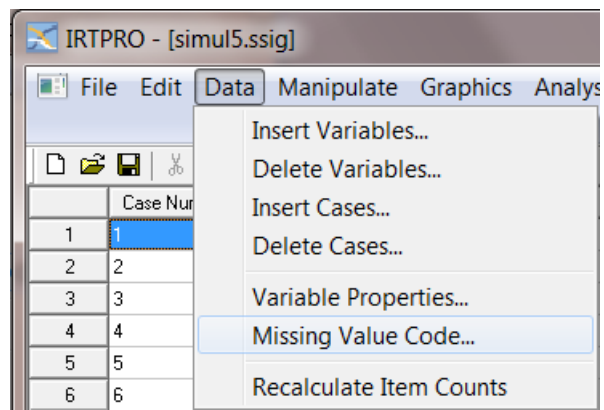 IRTPRO - [simul5.ssig]
File Edit Data Manipulate Graphics Analys
Insert Variables...
Delete Variables...
Insert Cases...
Delete Cases...
Variable Properties...
Missing Value Code...
Recalculate Item Counts
Case Nur
1 1
2 2
3 3
4 4
5 5
6 6